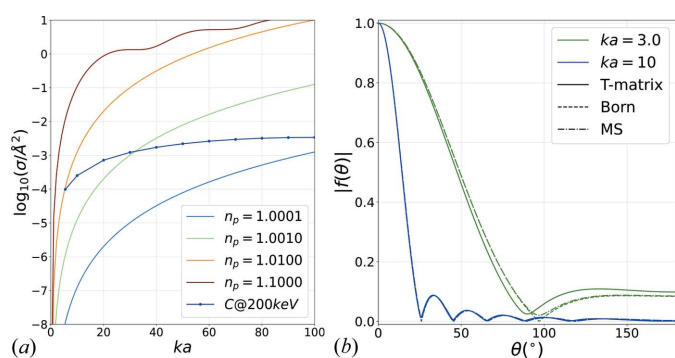 1
0
−1
−2
−3
−4
−5
−6
−7
−8
log₁₀(σ/Å²)
0 20 40 60 80 100
ka
(a)
n_p = 1.0001
n_p = 1.0010
n_p = 1.0100
n_p = 1.1000
C@200keV
1.0
0.8
0.6
0.4
0.2
0.0
|f(θ)|
0 50 100 150
θ(°)
(b)
ka = 3.0
ka = 10
T-matrix
Born
MS